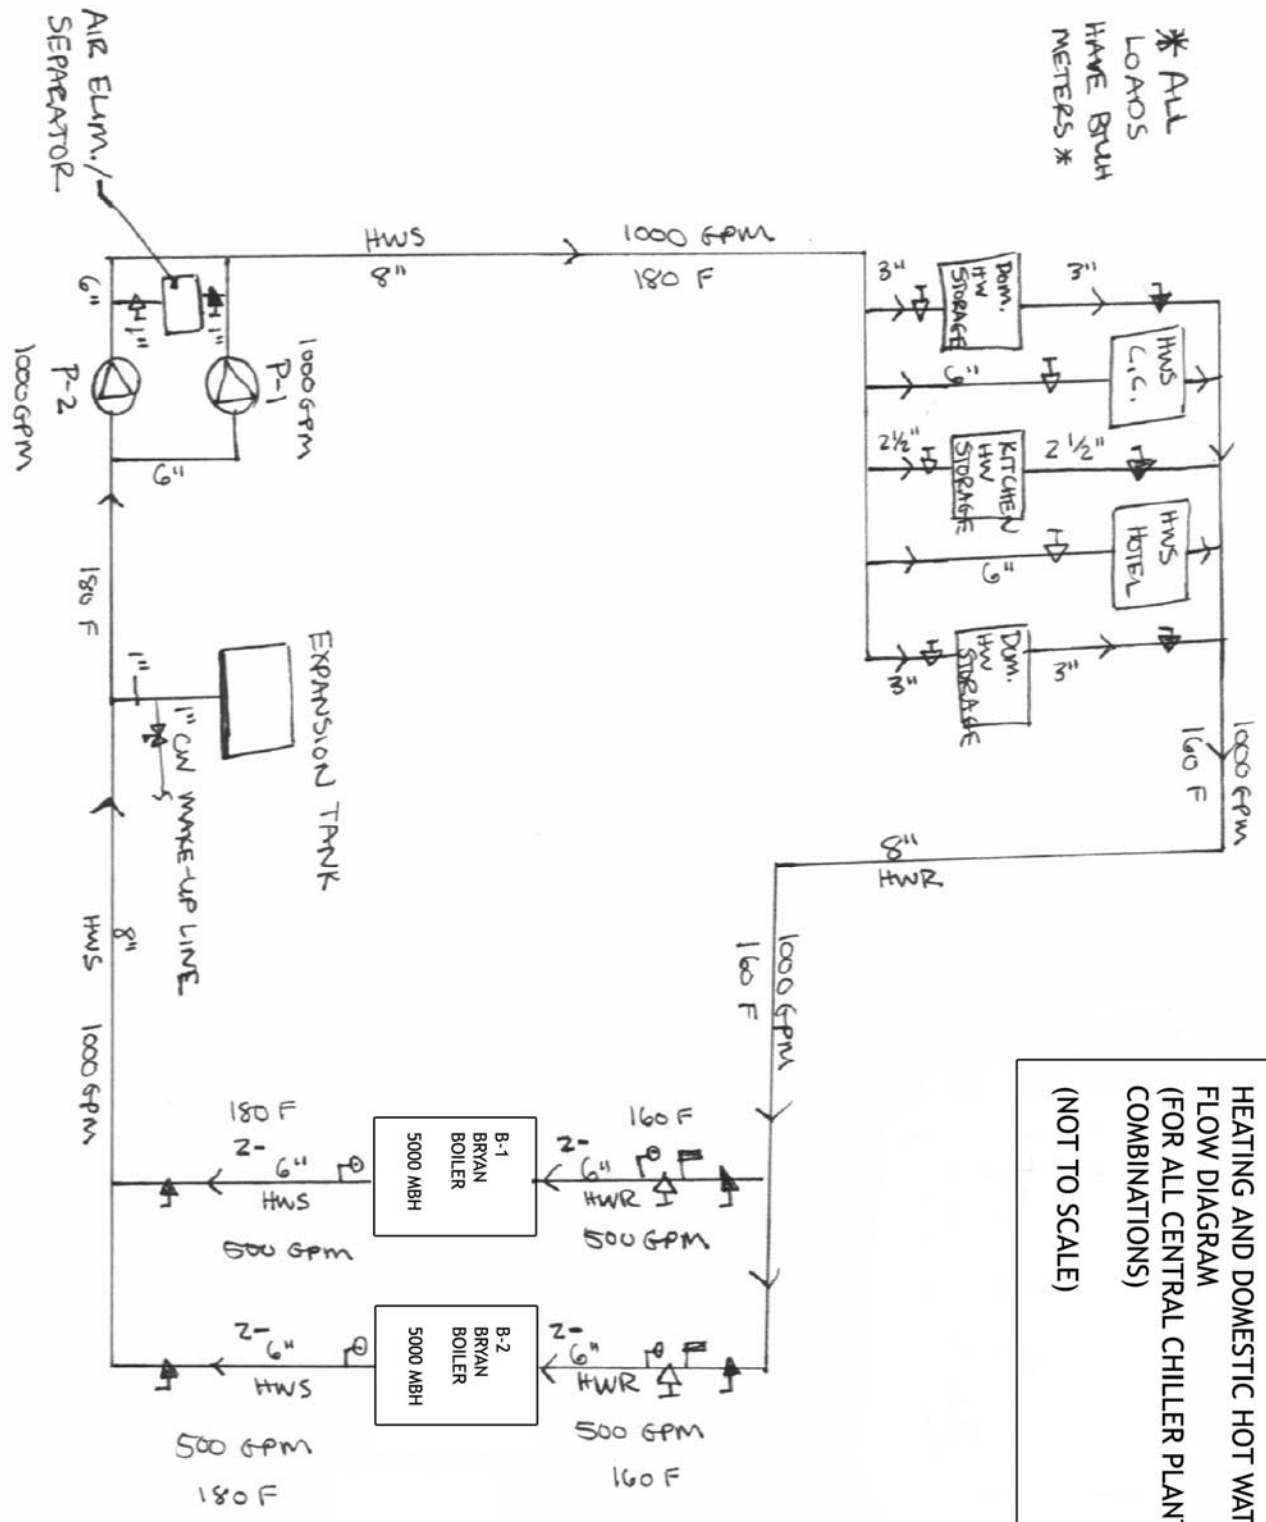 * ALL
LOADS
HAVE BTUH
METERS *
AIR ELIM./
SEPARATOR
HWS
8"
1000 GPM
180 F
6"
1"
1"
P-2
1000 GPM
P-1
1000 GPM
6"
180 F
3"
DOM.
HW
STORAGE
3"
6"
HWS
C.C.
2½"
KITCHEN
HW
STORAGE
2½"
6"
HWS
HOTEL
3"
DOM.
HW
STORAGE
3"
1000 GPM
160 F
8"
HWR
1000 GPM
160 F
EXPANSION TANK
1"
1" CW MAKE-UP LINE
8"
HWS
1000 GPM
180 F
2-
6"
HWS
500 GPM
B-1
BRYAN
BOILER
5000 MBH
160 F
2-
6"
HWR
500 GPM
2-
6"
HWS
500 GPM
180 F
B-2
BRYAN
BOILER
5000 MBH
2-
6"
HWR
500 GPM
160 F
HEATING AND DOMESTIC HOT WAT
FLOW DIAGRAM
(FOR ALL CENTRAL CHILLER PLANT
COMBINATIONS)
(NOT TO SCALE)